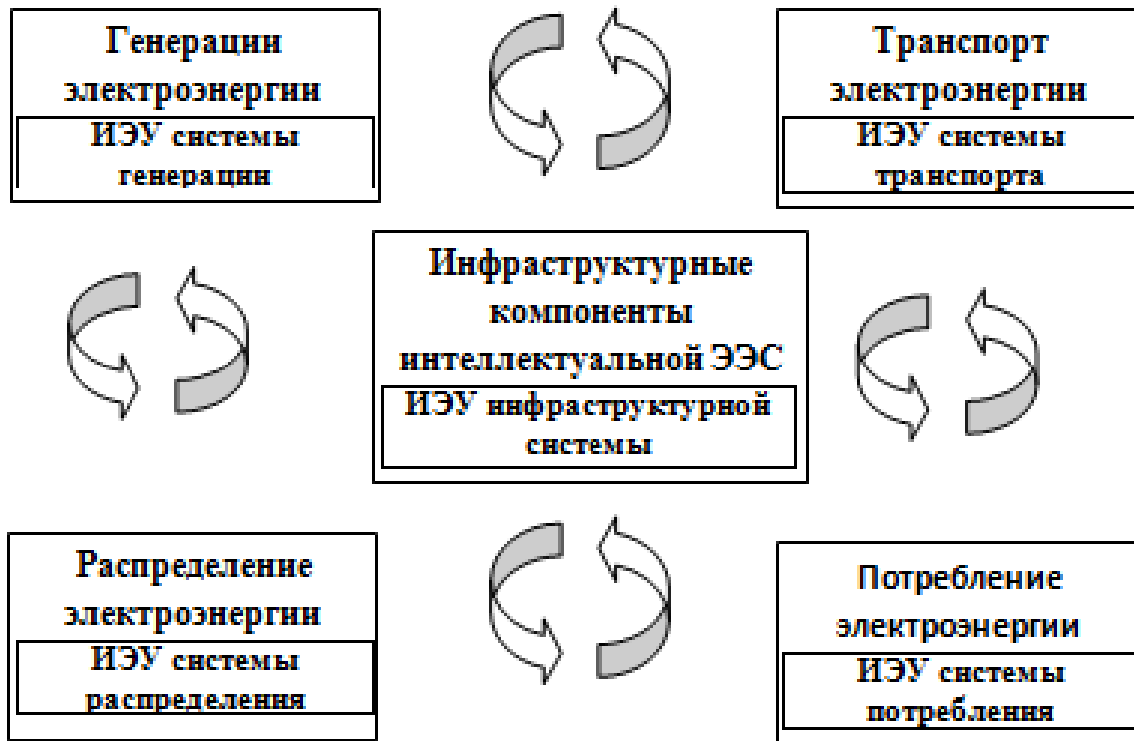 Генерации
электроэнергии
ИЭУ системы
генерации
Транспорт
электроэнергии
ИЭУ системы
транспорта
Инфраструктурные
компоненты
интеллектуальной ЭЭС
ИЭУ инфраструктурной
системы
Распределение
электроэнергии
ИЭУ системы
распределения
Потребление
электроэнергии
ИЭУ системы
потребления